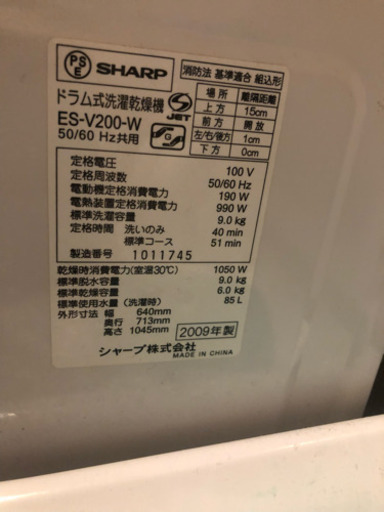 PS
E
SHARP
消防法 基準適合 組込形
場所 離隔距離
上方 15cm
前方 開放
左/右/後方 1cm
下方 0cm
ドラム式洗濯乾燥機
S
JET
ES-V200-W
G
50/60 Hz共用
定格電圧 100 V
定格周波数 50/60 Hz
電動機定格消費電力 190 W
電熱装置定格消費電力 990 W
標準洗濯容量 9.0 kg
定格時間 洗いのみ 40 min
標準コース 51 min
製造番号 1011745
乾燥時消費電力(室温30℃) 1050 W
標準脱水容量 9.0 kg
標準乾燥容量 6.0 kg
標準使用水量 (洗濯時) 85 L
外形寸法 幅 640mm
奥行 713mm
高さ 1045mm
2009年製
シャープ株式会社
MADE IN CHINA